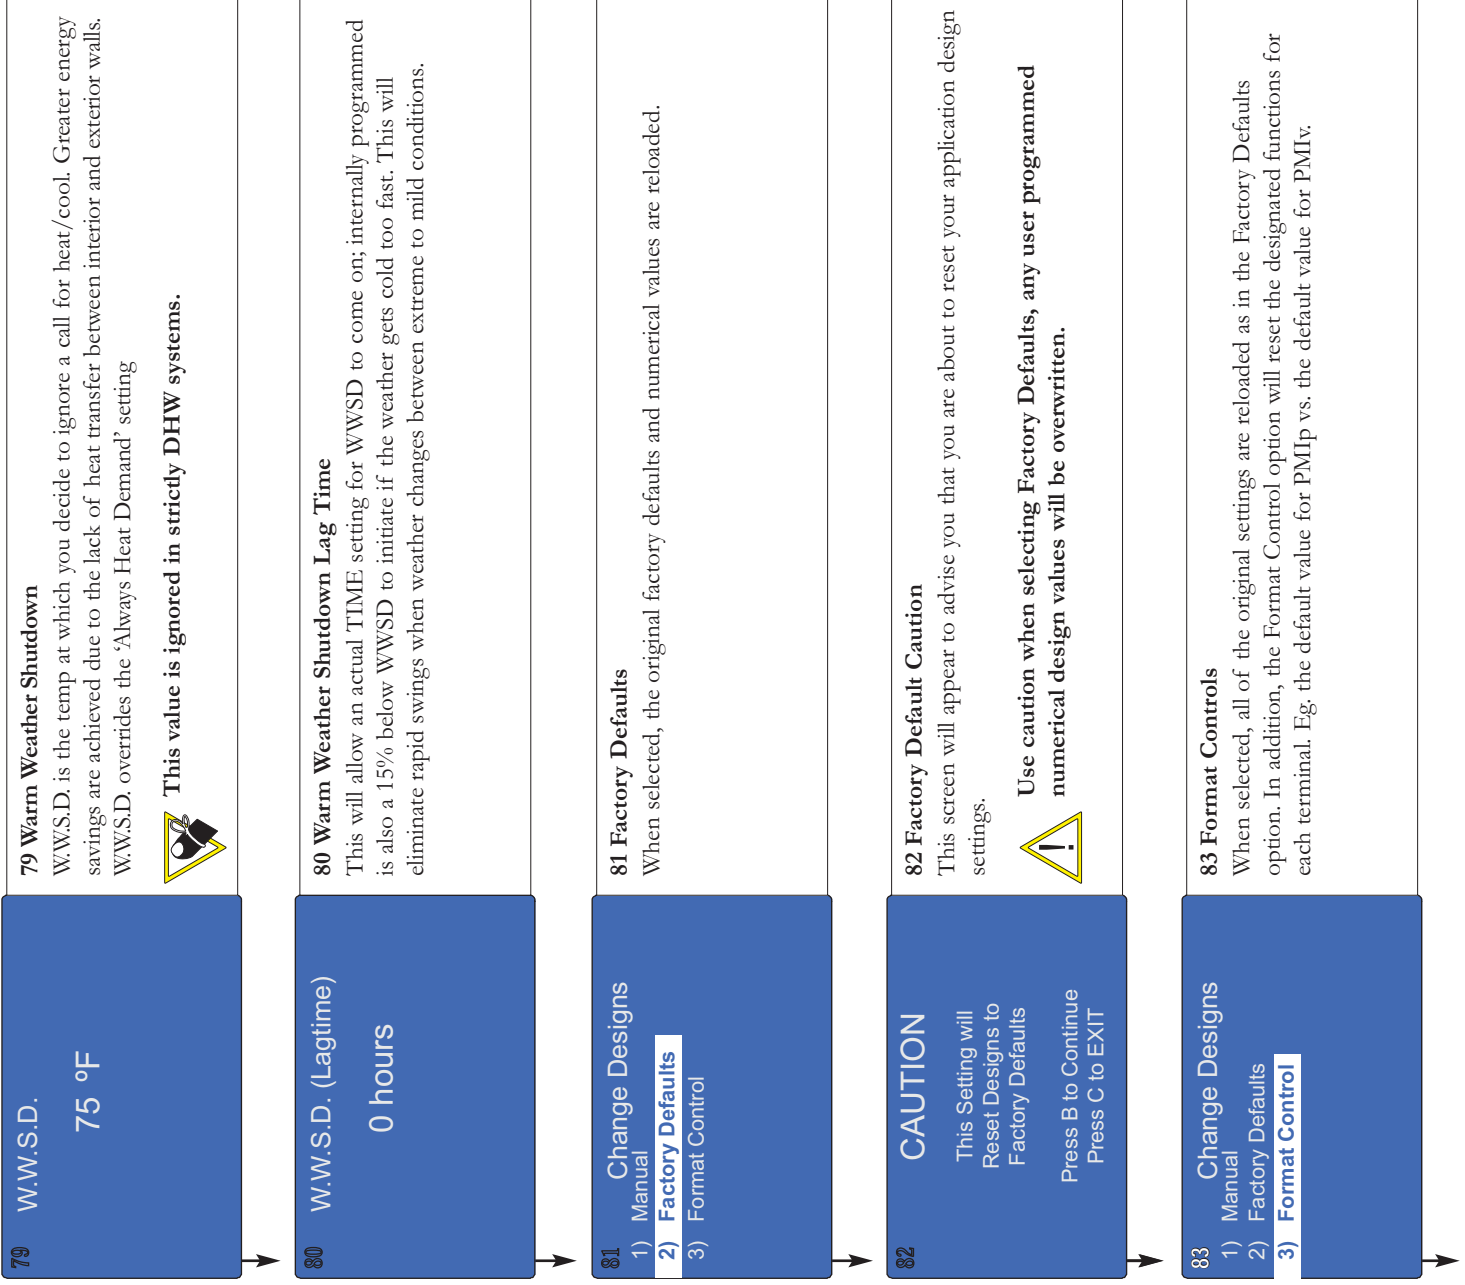 79
W.W.S.D.
75 ºF
79 Warm Weather Shutdown
W.W.S.D. is the temp at which you decide to ignore a call for heat/cool. Greater energy
savings are achieved due to the lack of heat transfer between interior and exterior walls.
W.W.S.D. overrides the ‘Always Heat Demand’ setting
This value is ignored in strictly DHW systems.
80
W.W.S.D. (Lagtime)
0 hours
80 Warm Weather Shutdown Lag Time
This will allow an actual TIME setting for WWSD to come on; internally programmed
is also a 15% below WWSD to initiate if the weather gets cold too fast. This will
eliminate rapid swings when weather changes between extreme to mild conditions.
81
Change Designs
1) Manual
2) Factory Defaults
3) Format Control
81 Factory Defaults
When selected, the original factory defaults and numerical values are reloaded.
82
CAUTION
This Setting will
Reset Designs to
Factory Defaults
Press B to Continue
Press C to EXIT
82 Factory Default Caution
This screen will appear to advise you that you are about to reset your application design
settings.
!
Use caution when selecting Factory Defaults, any user programmed
numerical design values will be overwritten.
83
Change Designs
1) Manual
2) Factory Defaults
3) Format Control
83 Format Controls
When selected, all of the original settings are reloaded as in the Factory Defaults
option. In addition, the Format Control option will reset the designated functions for
each terminal. Eg. the default value for PMIp vs. the default value for PMIv.